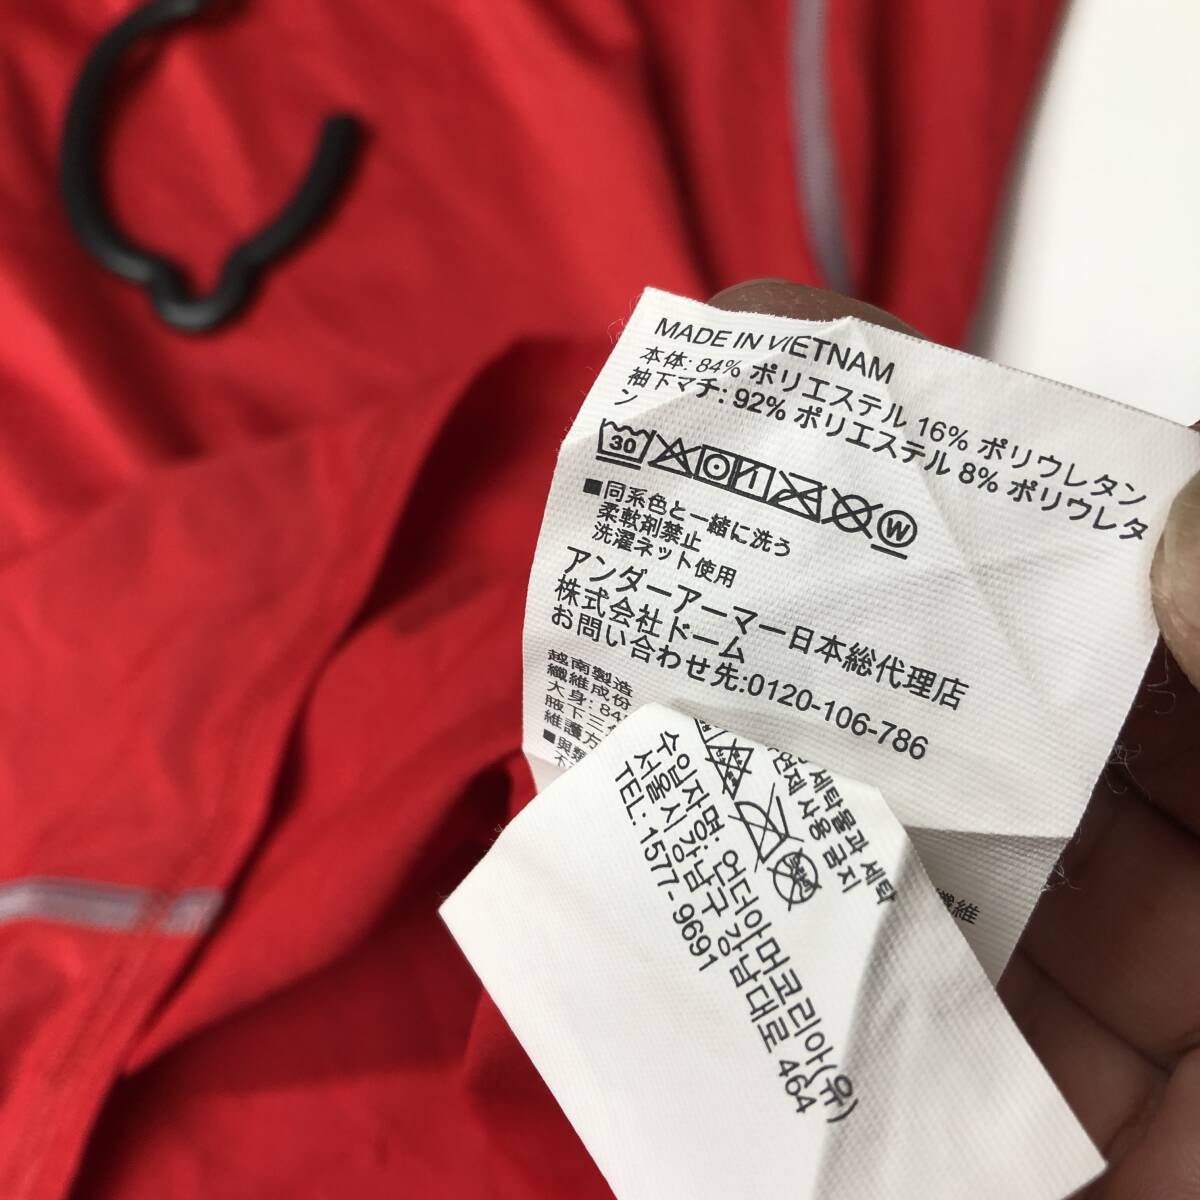 MADE IN VIETNAM
本体: 84% ポリエステル 16% ポリウレタン
袖下マチ: 92% ポリエステル 8% ポリウレタ
ン
30
W
■同系色と一緒に洗う
柔軟剤禁止
洗濯ネット使用
アンダーアーマー日本総代理店
株式会社ドーム
お問い合わせ先:0120-106-786
越南製造
纖維成份
大身: 84
腋下三
維護方
■與類
纖維
세탁물과 세탁
사용 금지
수입자명: 언더아머코리아(유)
서울시 강남구 강남대로 464
TEL: 1577-9691